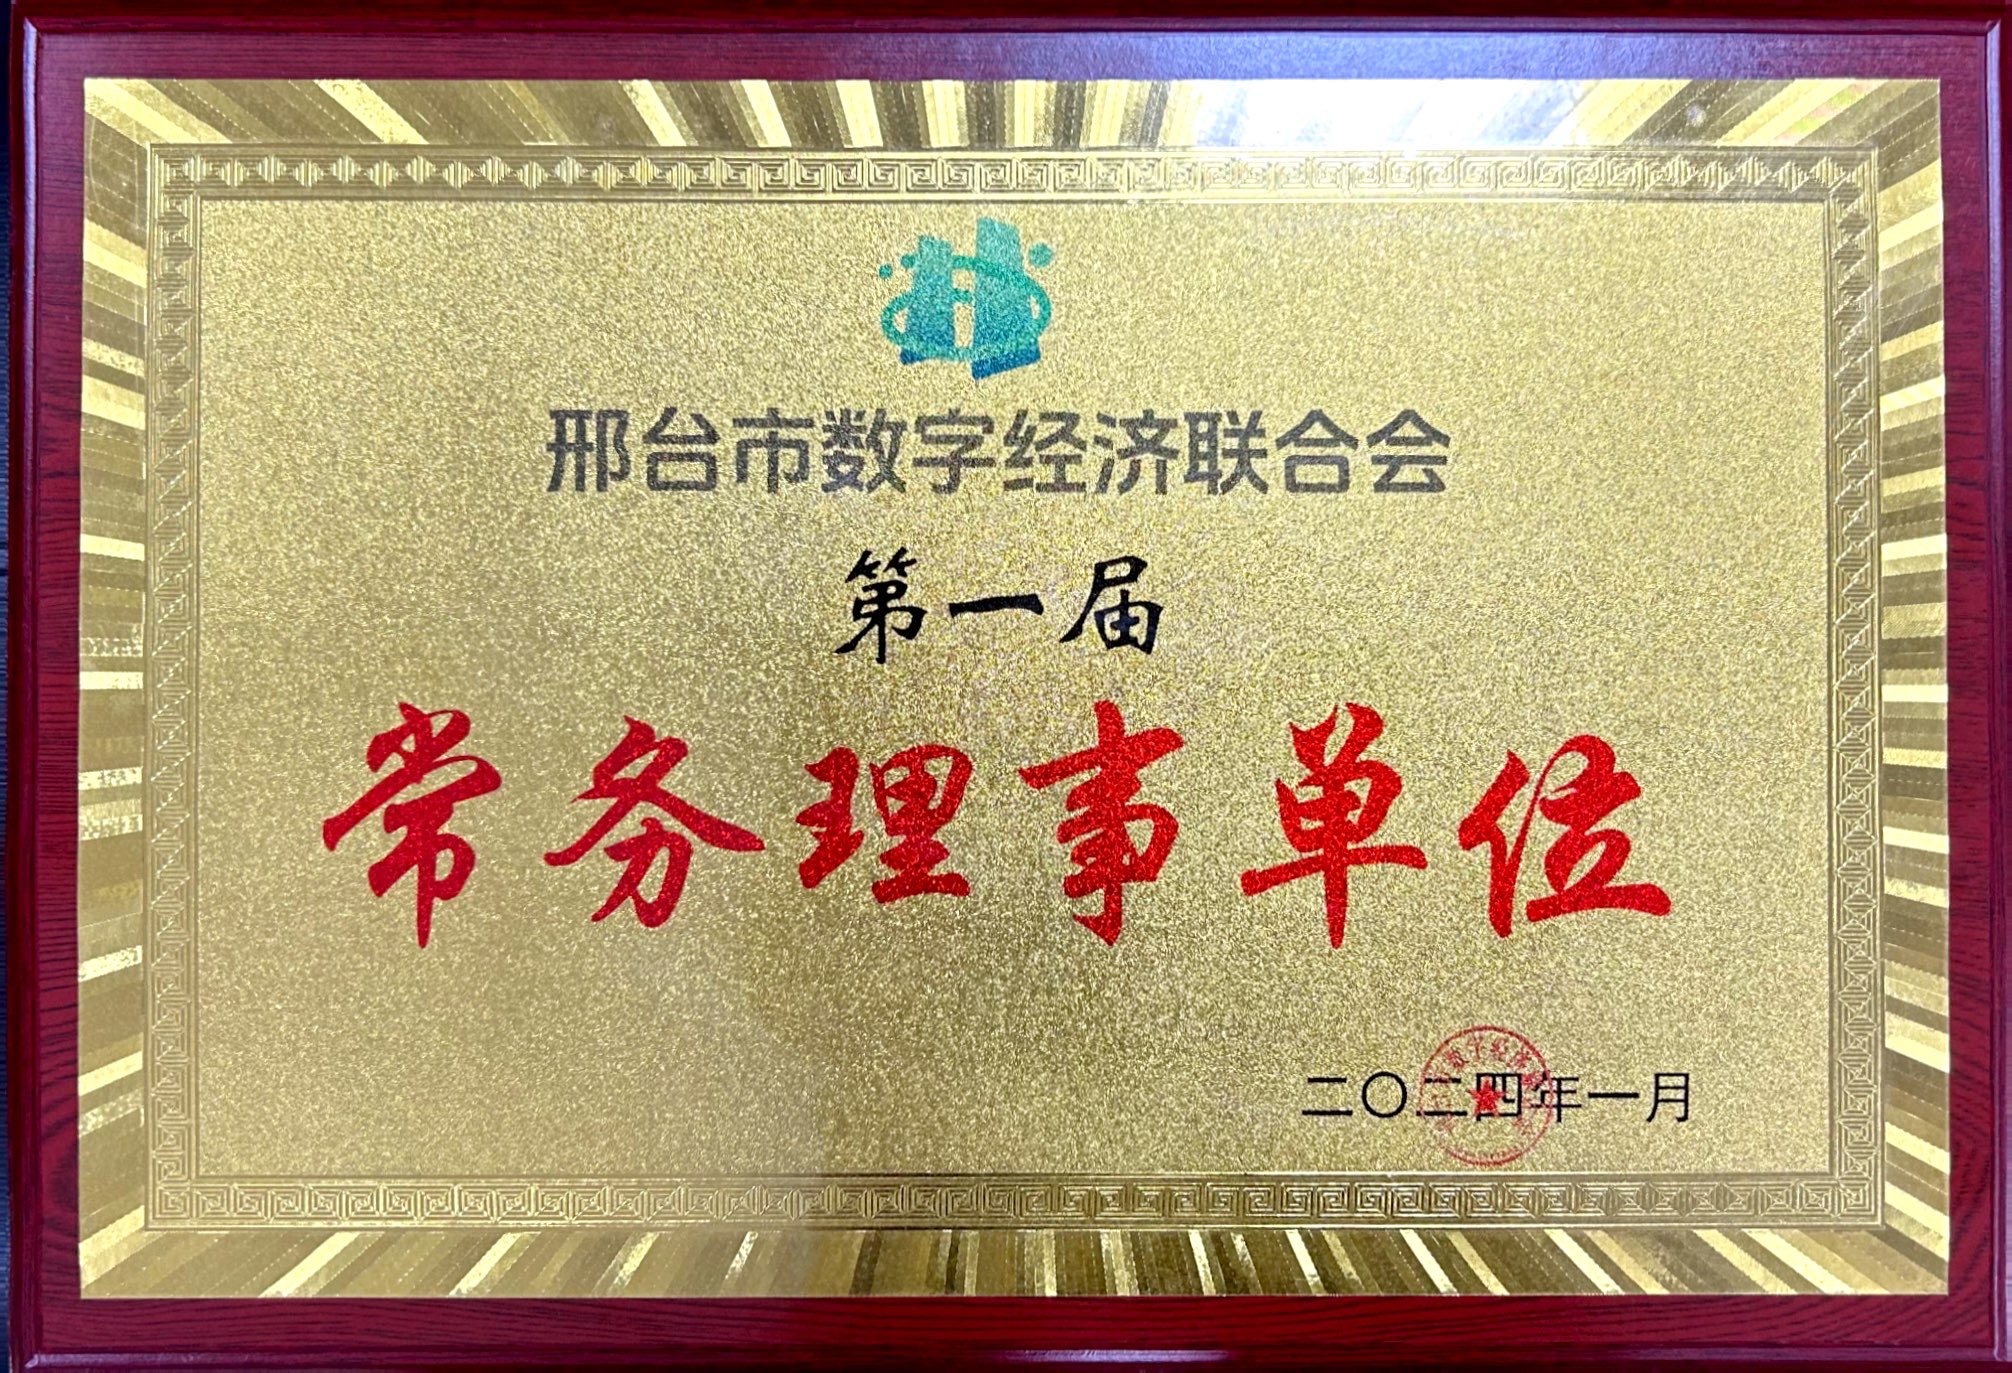 邢台市数字经济联合会
第一届
常务理事单位
二〇二四年一月